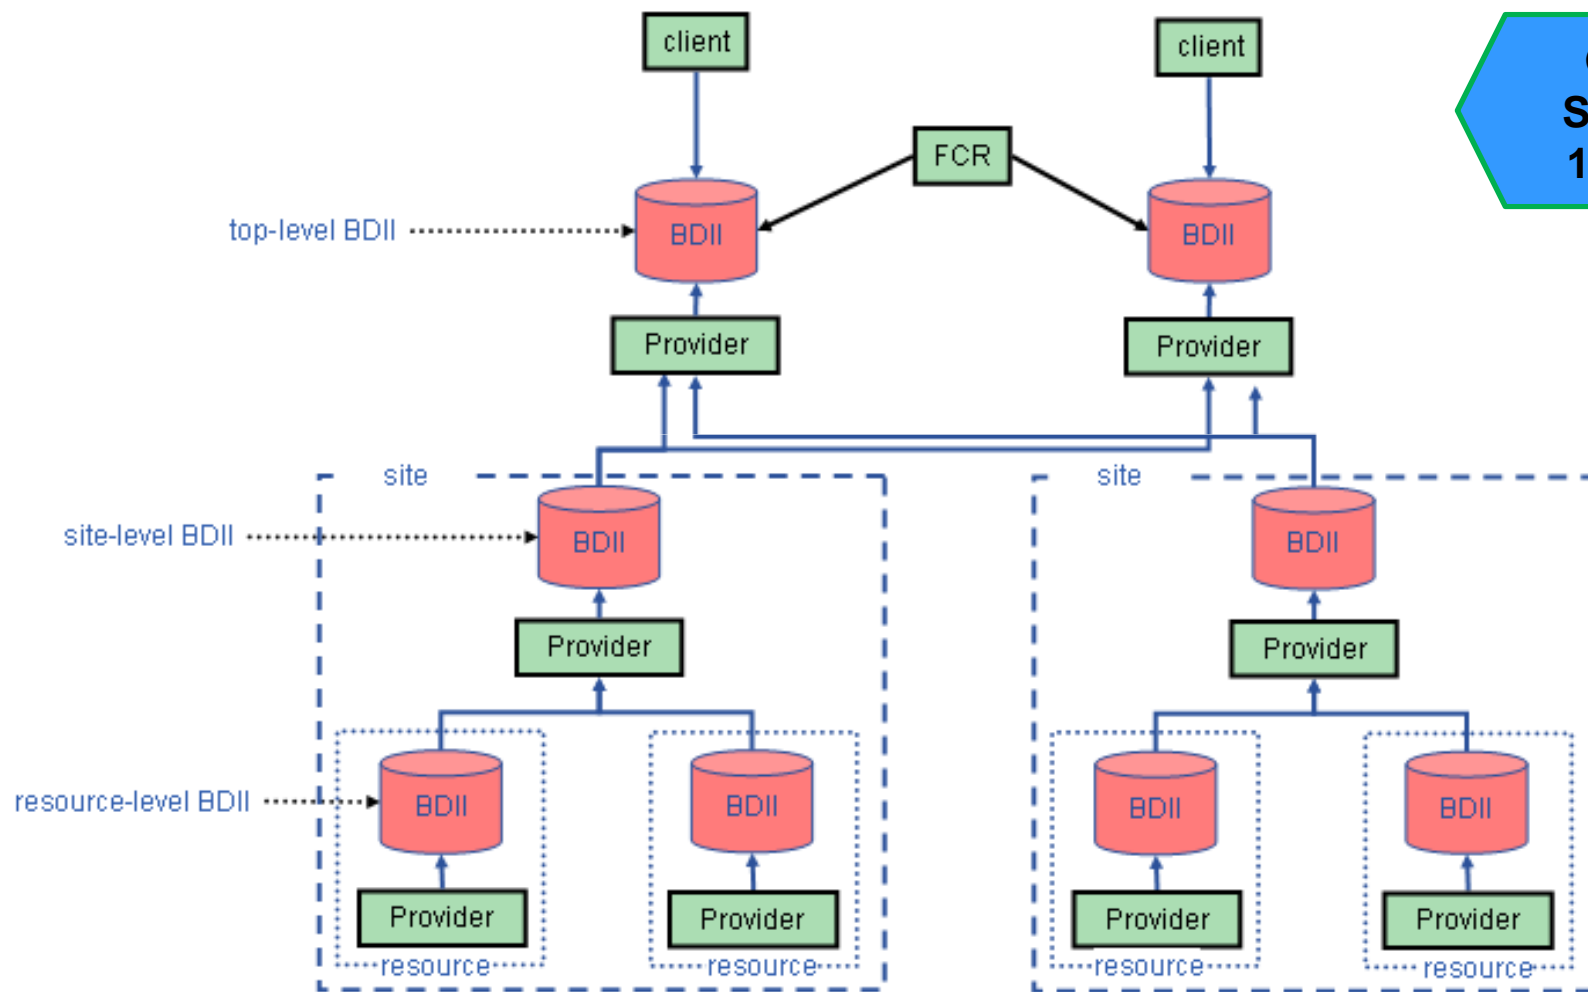 client
client
FCR
top-level BDII
BDII
BDII
Provider
Provider
site
site
site-level BDII
BDII
BDII
Provider
Provider
resource-level BDII
BDII
BDII
BDII
BDII
Provider
Provider
Provider
Provider
resource
resource
resource
resource